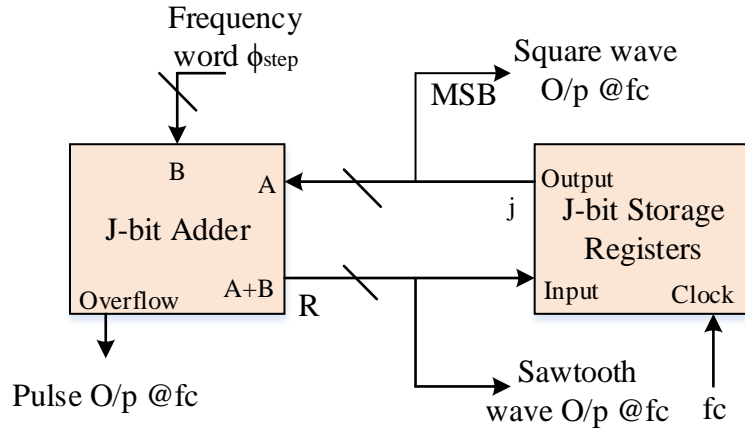 Frequency
word ϕstep
Square wave
O/p @fc
MSB
B
A
J-bit Adder
A+B
Overflow
R
j
Output
J-bit Storage
Registers
Input
Clock
Pulse O/p @fc
Sawtooth
wave O/p @fc
fc